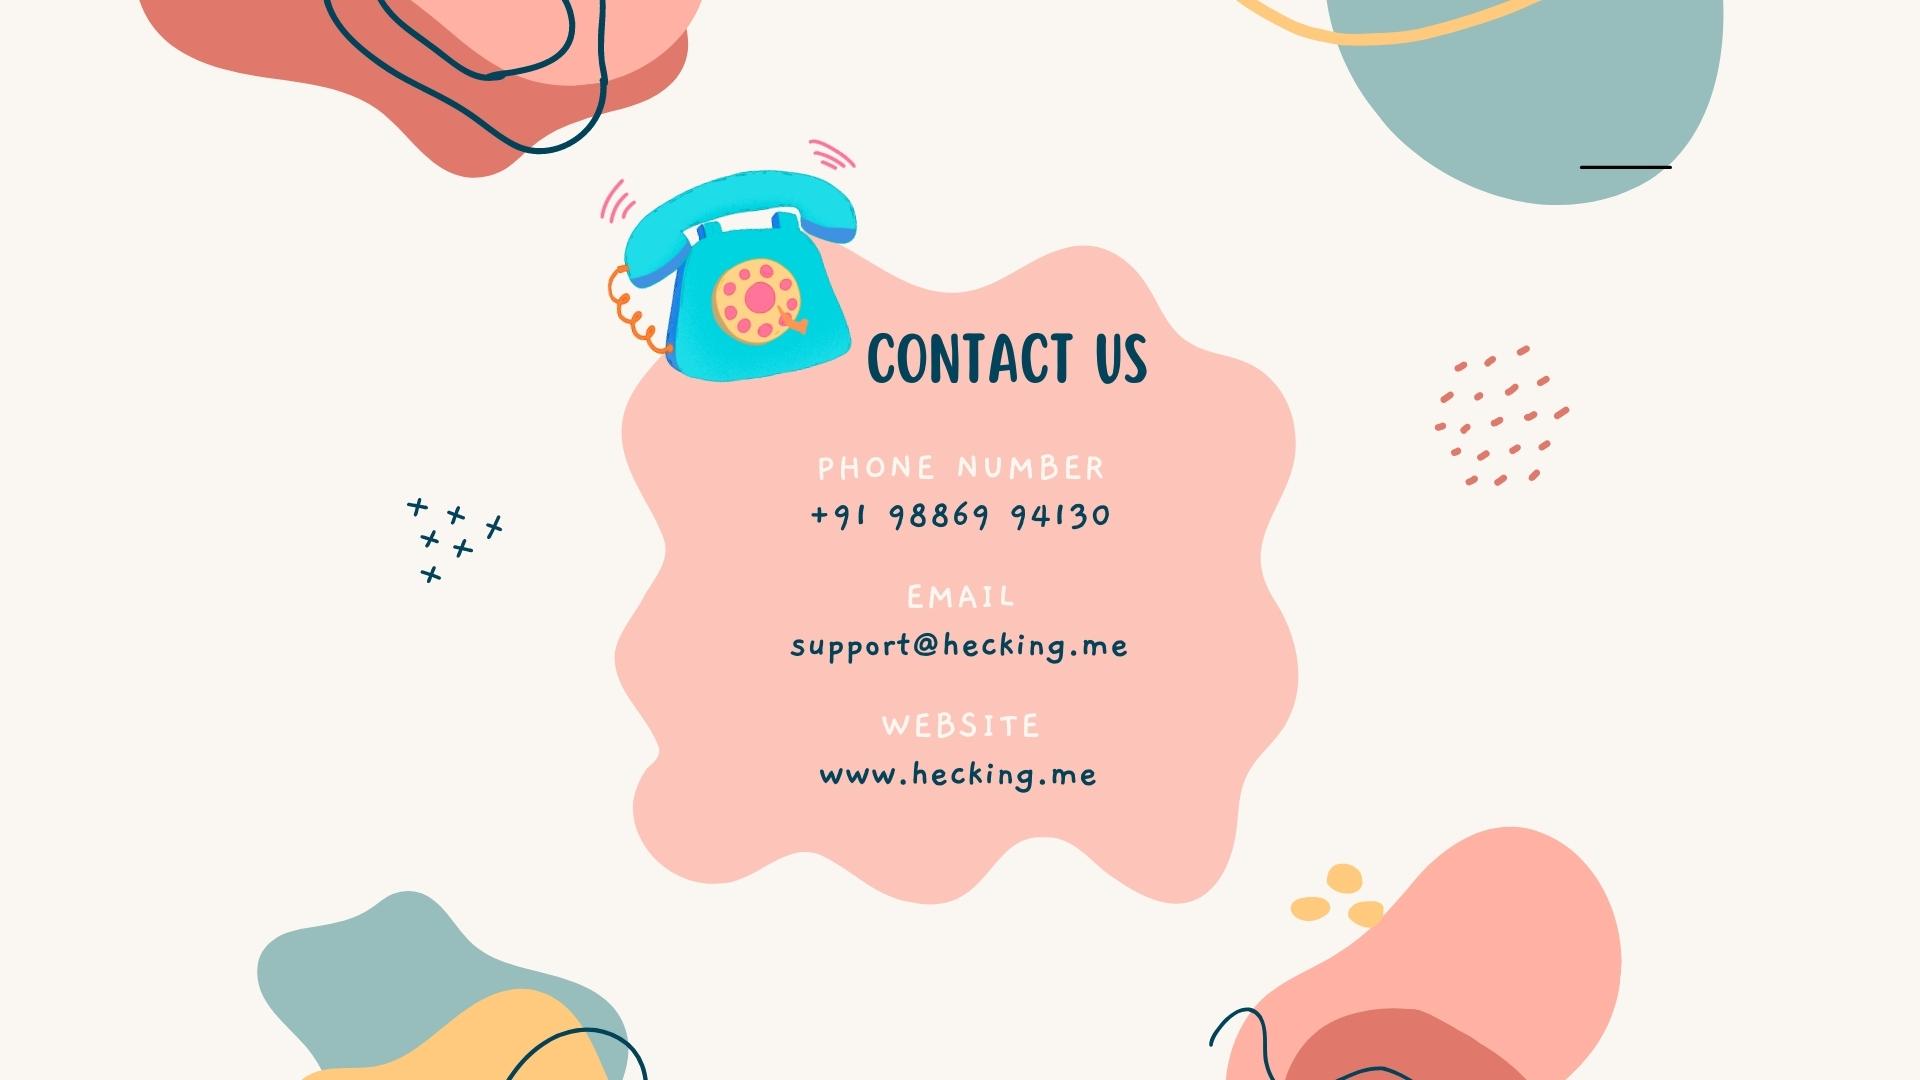 CONTACT US
PHONE NUMBER
+91 98869 94130
EMAIL
support@hecking.me
WEBSITE
www.hecking.me